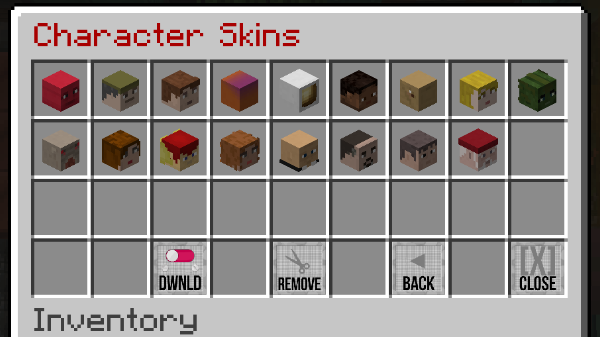 Character Skins
DWNLD
REMOVE
BACK
[X]
CLOSE
Inventory